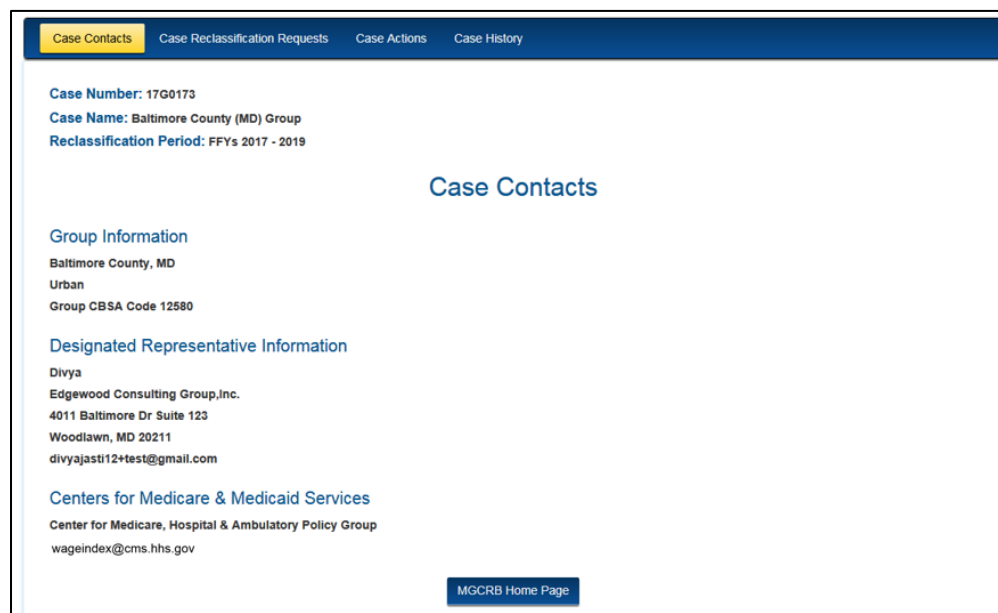 Case Contacts Case Reclassification Requests Case Actions Case History
Case Number: 17G0173
Case Name: Baltimore County (MD) Group
Reclassification Period: FFYs 2017 - 2019
Case Contacts
Group Information
Baltimore County, MD
Urban
Group CBSA Code 12580
Designated Representative Information
Divya
Edgewood Consulting Group,Inc.
4011 Baltimore Dr Suite 123
Woodlawn, MD 20211
divyajasti12+test@gmail.com
Centers for Medicare & Medicaid Services
Center for Medicare, Hospital & Ambulatory Policy Group
wageindex@cms.hhs.gov
MGCRB Home Page